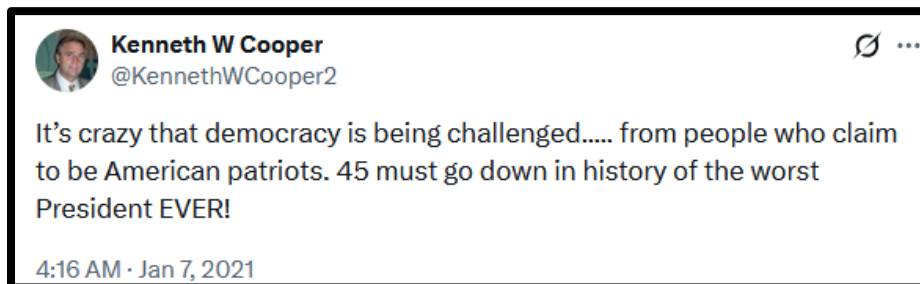 Kenneth W Cooper
@KennethWCooper2
It’s crazy that democracy is being challenged..... from people who claim
to be American patriots. 45 must go down in history of the worst
President EVER!
4:16 AM · Jan 7, 2021